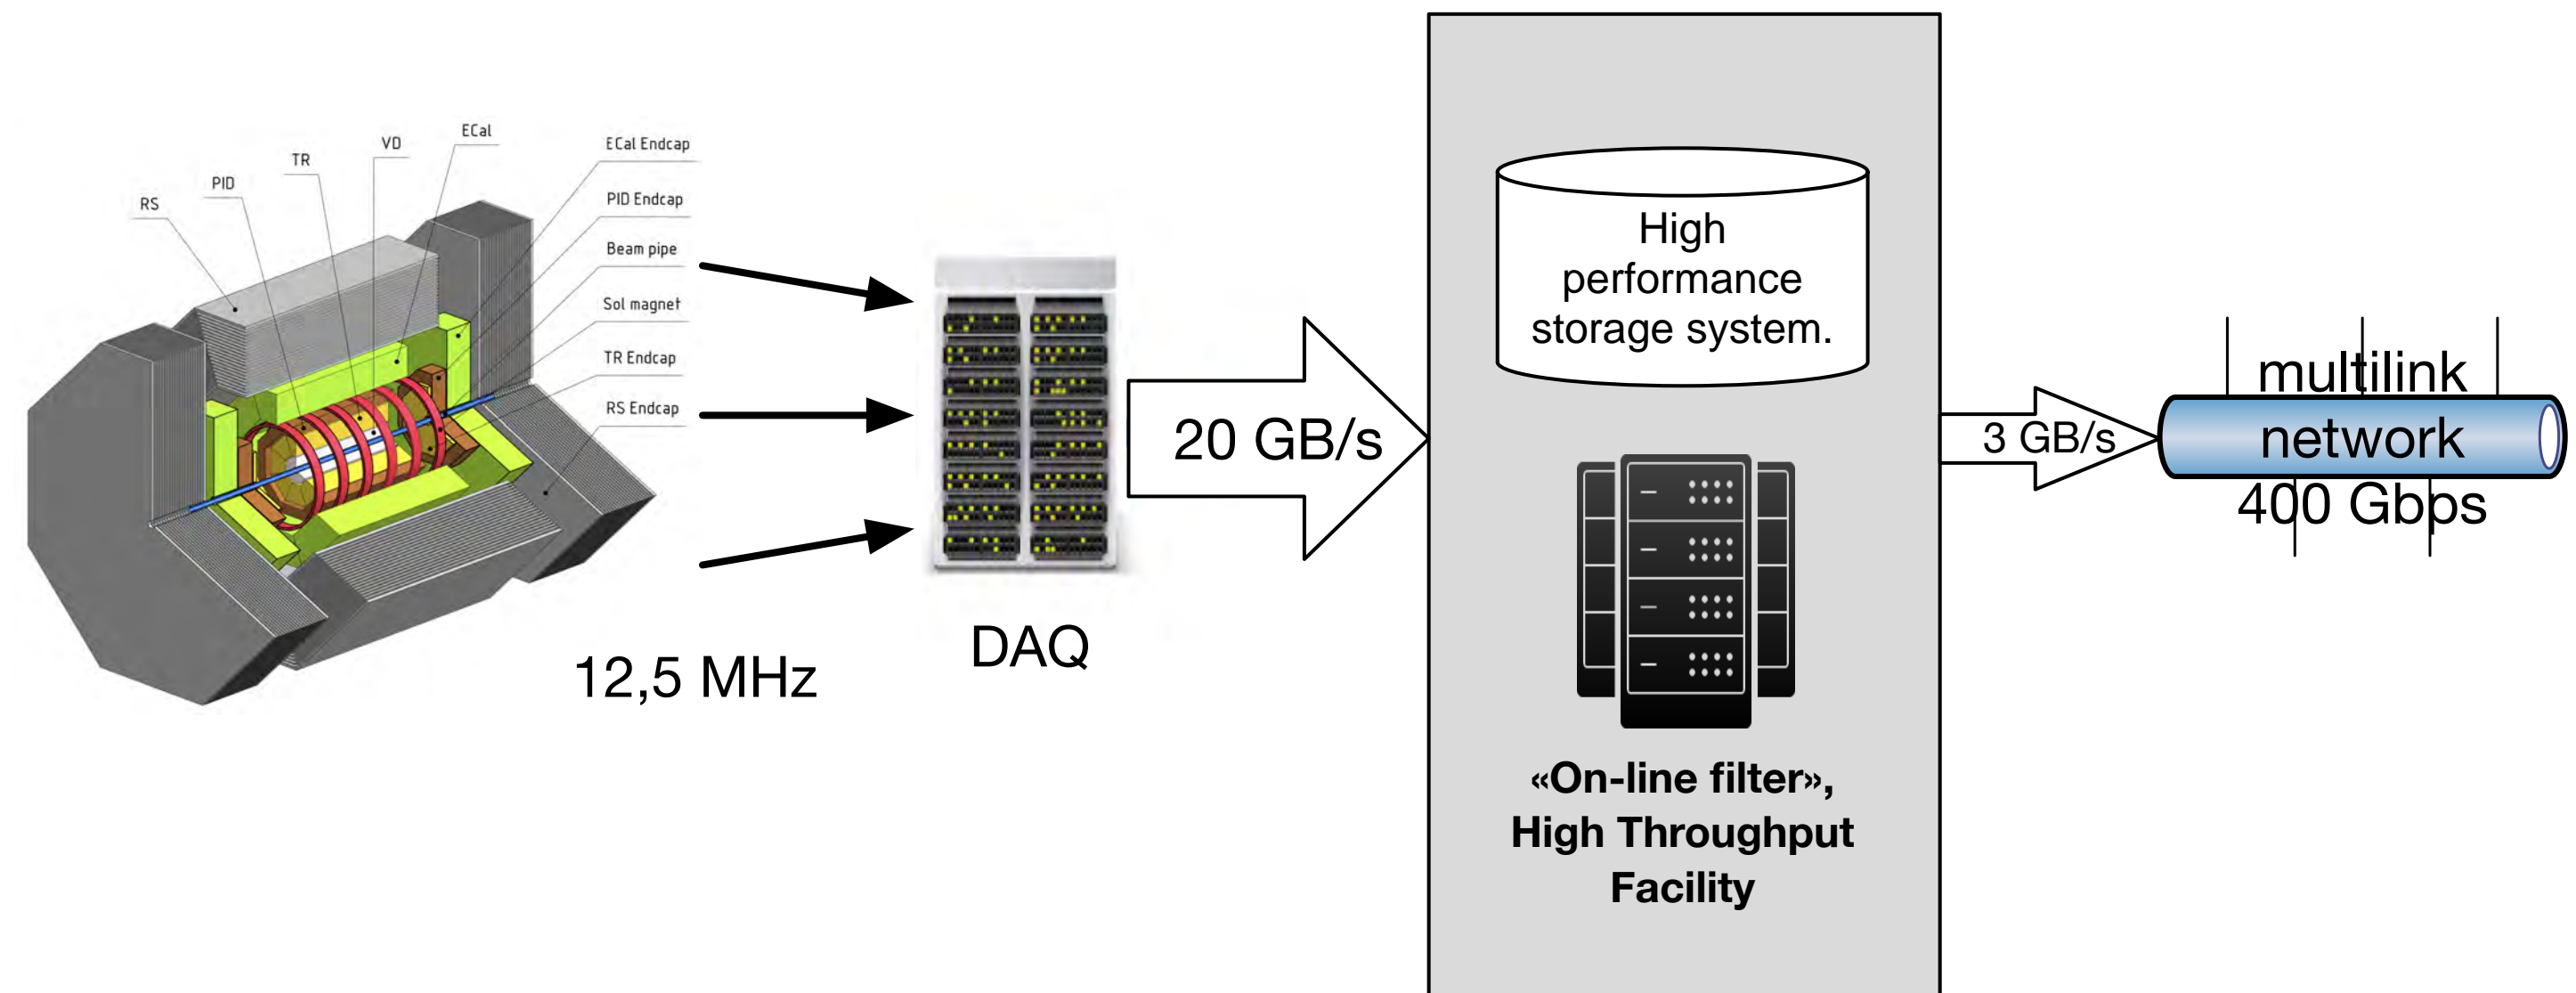 RS
PID
TR
VD
ECal
ECal Endcap
PID Endcap
Beam pipe
Sol magnet
TR Endcap
RS Endcap
12,5 MHz
DAQ
20 GB/s
High
performance
storage system.
«On-line filter»,
High Throughput
Facility
3 GB/s
multilink
network
400 Gbps